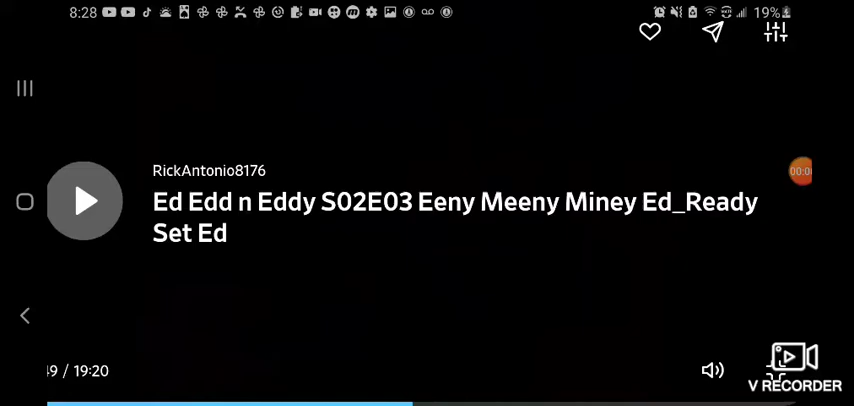 8:28
19%
RickAntonio8176
Ed Edd n Eddy S02E03 Eeny Meeny Miney Ed_Ready
Set Ed
00:0
49 / 19:20
V RECORDER